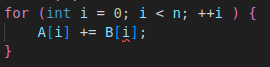 for (int i = 0; i < n; ++i ) {
    A[i] += B[i];
}